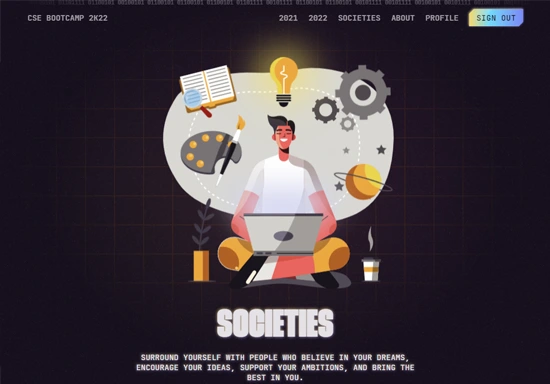 CSE BOOTCAMP 2K22
2021 2022 SOCIETIES ABOUT PROFILE SIGN OUT
SOCIETIES
SURROUND YOURSELF WITH PEOPLE WHO BELIEVE IN YOUR DREAMS,
ENCOURAGE YOUR IDEAS, SUPPORT YOUR AMBITIONS, AND BRING THE
BEST IN YOU.